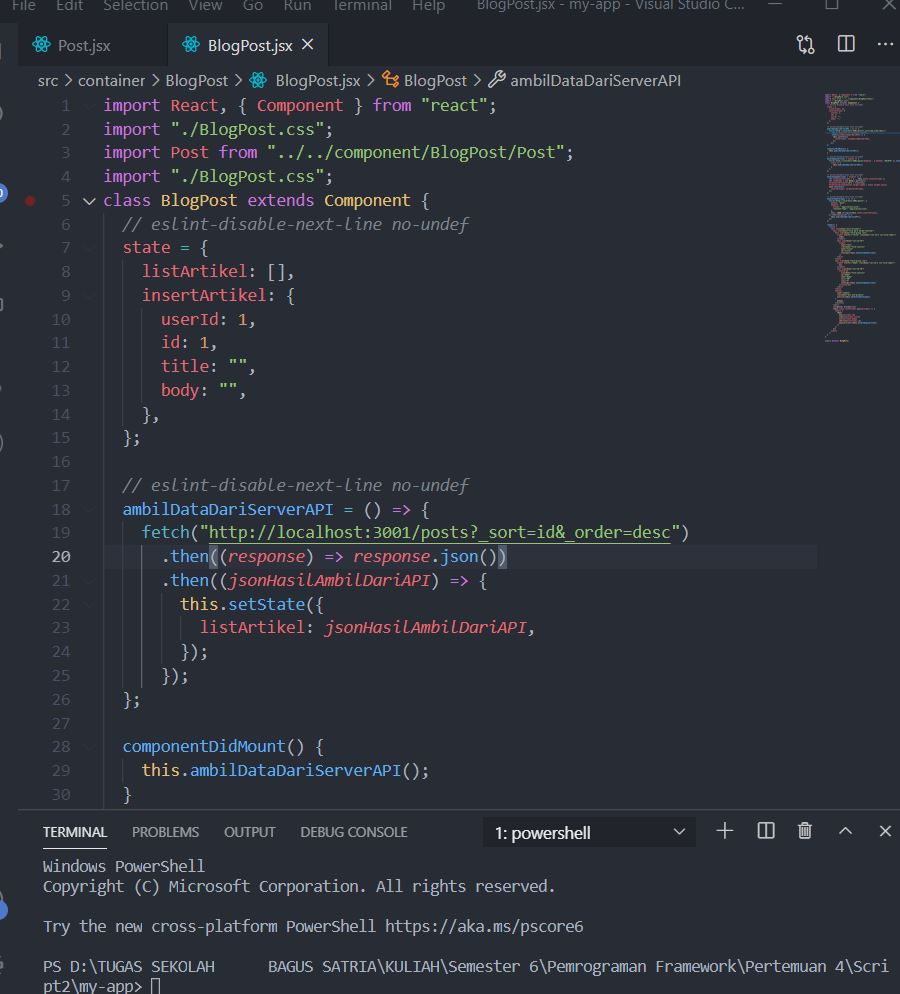 File Edit Selection View Go Run Terminal Help BlogPost.jsx - my-app - Visual Studio C...
Post.jsx BlogPost.jsx
src > container > BlogPost > BlogPost.jsx > BlogPost > ambilDataDariServerAPI
1 import React, { Component } from "react";
2 import "./BlogPost.css";
3 import Post from "../../component/BlogPost/Post";
4 import "./BlogPost.css";
5 class BlogPost extends Component {
6 // eslint-disable-next-line no-undef
7 state = {
8 listArtikel: [],
9 insertArtikel: {
10 userId: 1,
11 id: 1,
12 title: "",
13 body: "",
14 },
15 };
16
17 // eslint-disable-next-line no-undef
18 ambilDataDariServerAPI = () => {
19 fetch("http://localhost:3001/posts?_sort=id&_order=desc")
20 .then((response) => response.json())
21 .then((jsonHasilAmbilDariAPI) => {
22 this.setState({
23 listArtikel: jsonHasilAmbilDariAPI,
24 });
25 });
26 };
27
28 componentDidMount() {
29 this.ambilDataDariServerAPI();
30 }
TERMINAL PROBLEMS OUTPUT DEBUG CONSOLE 1: powershell
Windows PowerShell
Copyright (C) Microsoft Corporation. All rights reserved.
Try the new cross-platform PowerShell https://aka.ms/pscore6
PS D:\TUGAS SEKOLAH BAGUS SATRIA\KULIAH\Semester 6\Pemrograman Framework\Pertemuan 4\Scri
pt2\my-app>